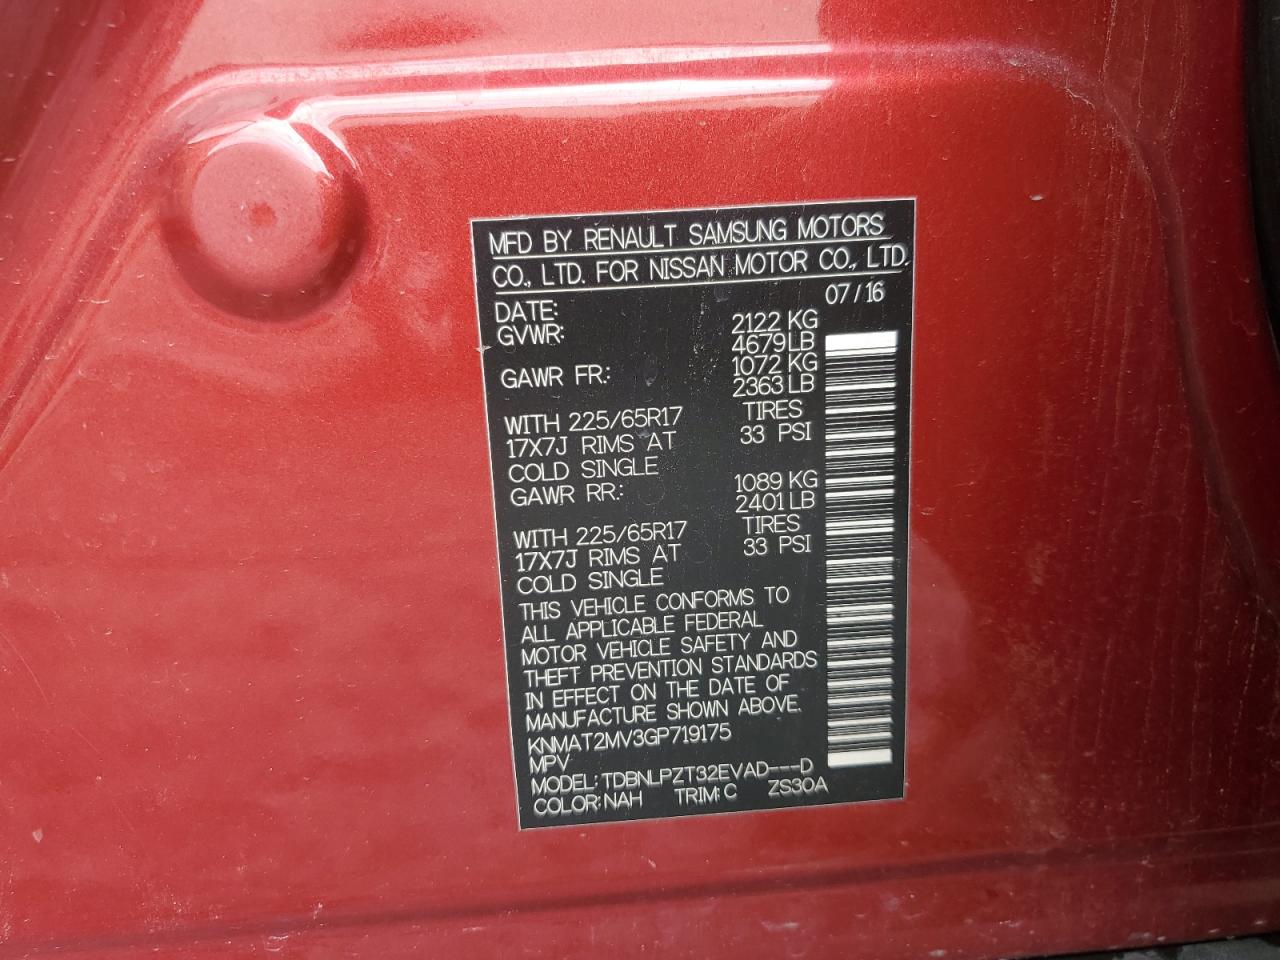 MFD BY RENAULT SAMSUNG MOTORS
CO., LTD. FOR NISSAN MOTOR CO., LTD.
DATE: 07/16
GVWR: 2122 KG
4679 LB
GAWR FR.: 1072 KG
2363 LB
WITH 225/65R17 TIRES
17X7J RIMS AT 33 PSI
COLD SINGLE
GAWR RR.: 1089 KG
2401 LB
WITH 225/65R17 TIRES
17X7J RIMS AT 33 PSI
COLD SINGLE
THIS VEHICLE CONFORMS TO
ALL APPLICABLE FEDERAL
MOTOR VEHICLE SAFETY AND
THEFT PREVENTION STANDARDS
IN EFFECT ON THE DATE OF
MANUFACTURE SHOWN ABOVE.
KNMAT2MV3GP719175
MPV
MODEL: TDBNLPZT32EVAD---D
COLOR: NAH TRIM: C ZS30A